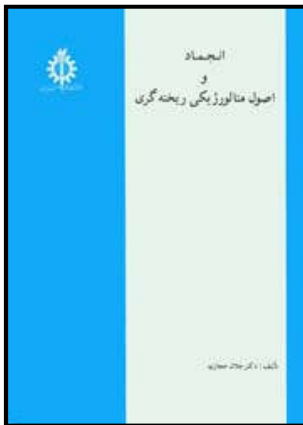 انجماد
و
اصول متالورژیکی ریخته گری
تألیف : دکتر جلال حجازی